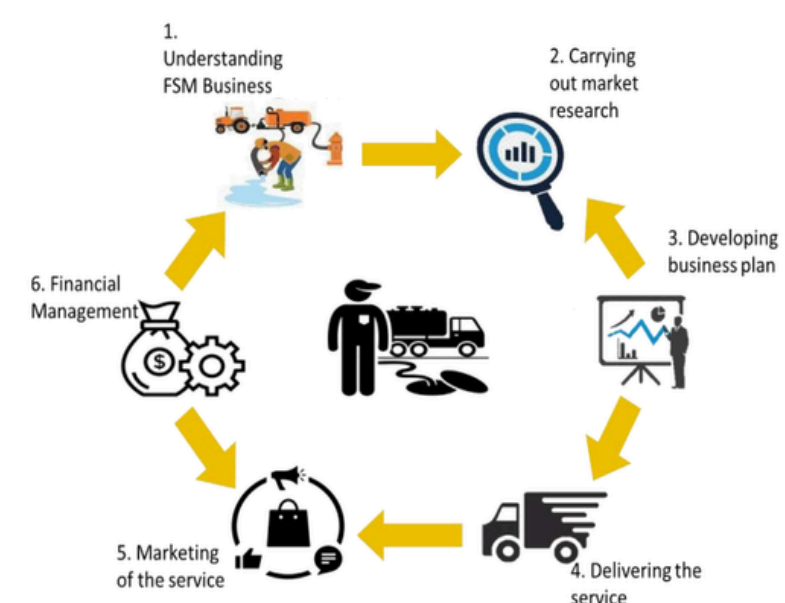 1.
Understanding
FSM Business
2. Carrying
out market
research
3. Developing
business plan
4. Delivering the
service
5. Marketing
of the service
6. Financial
Management
$